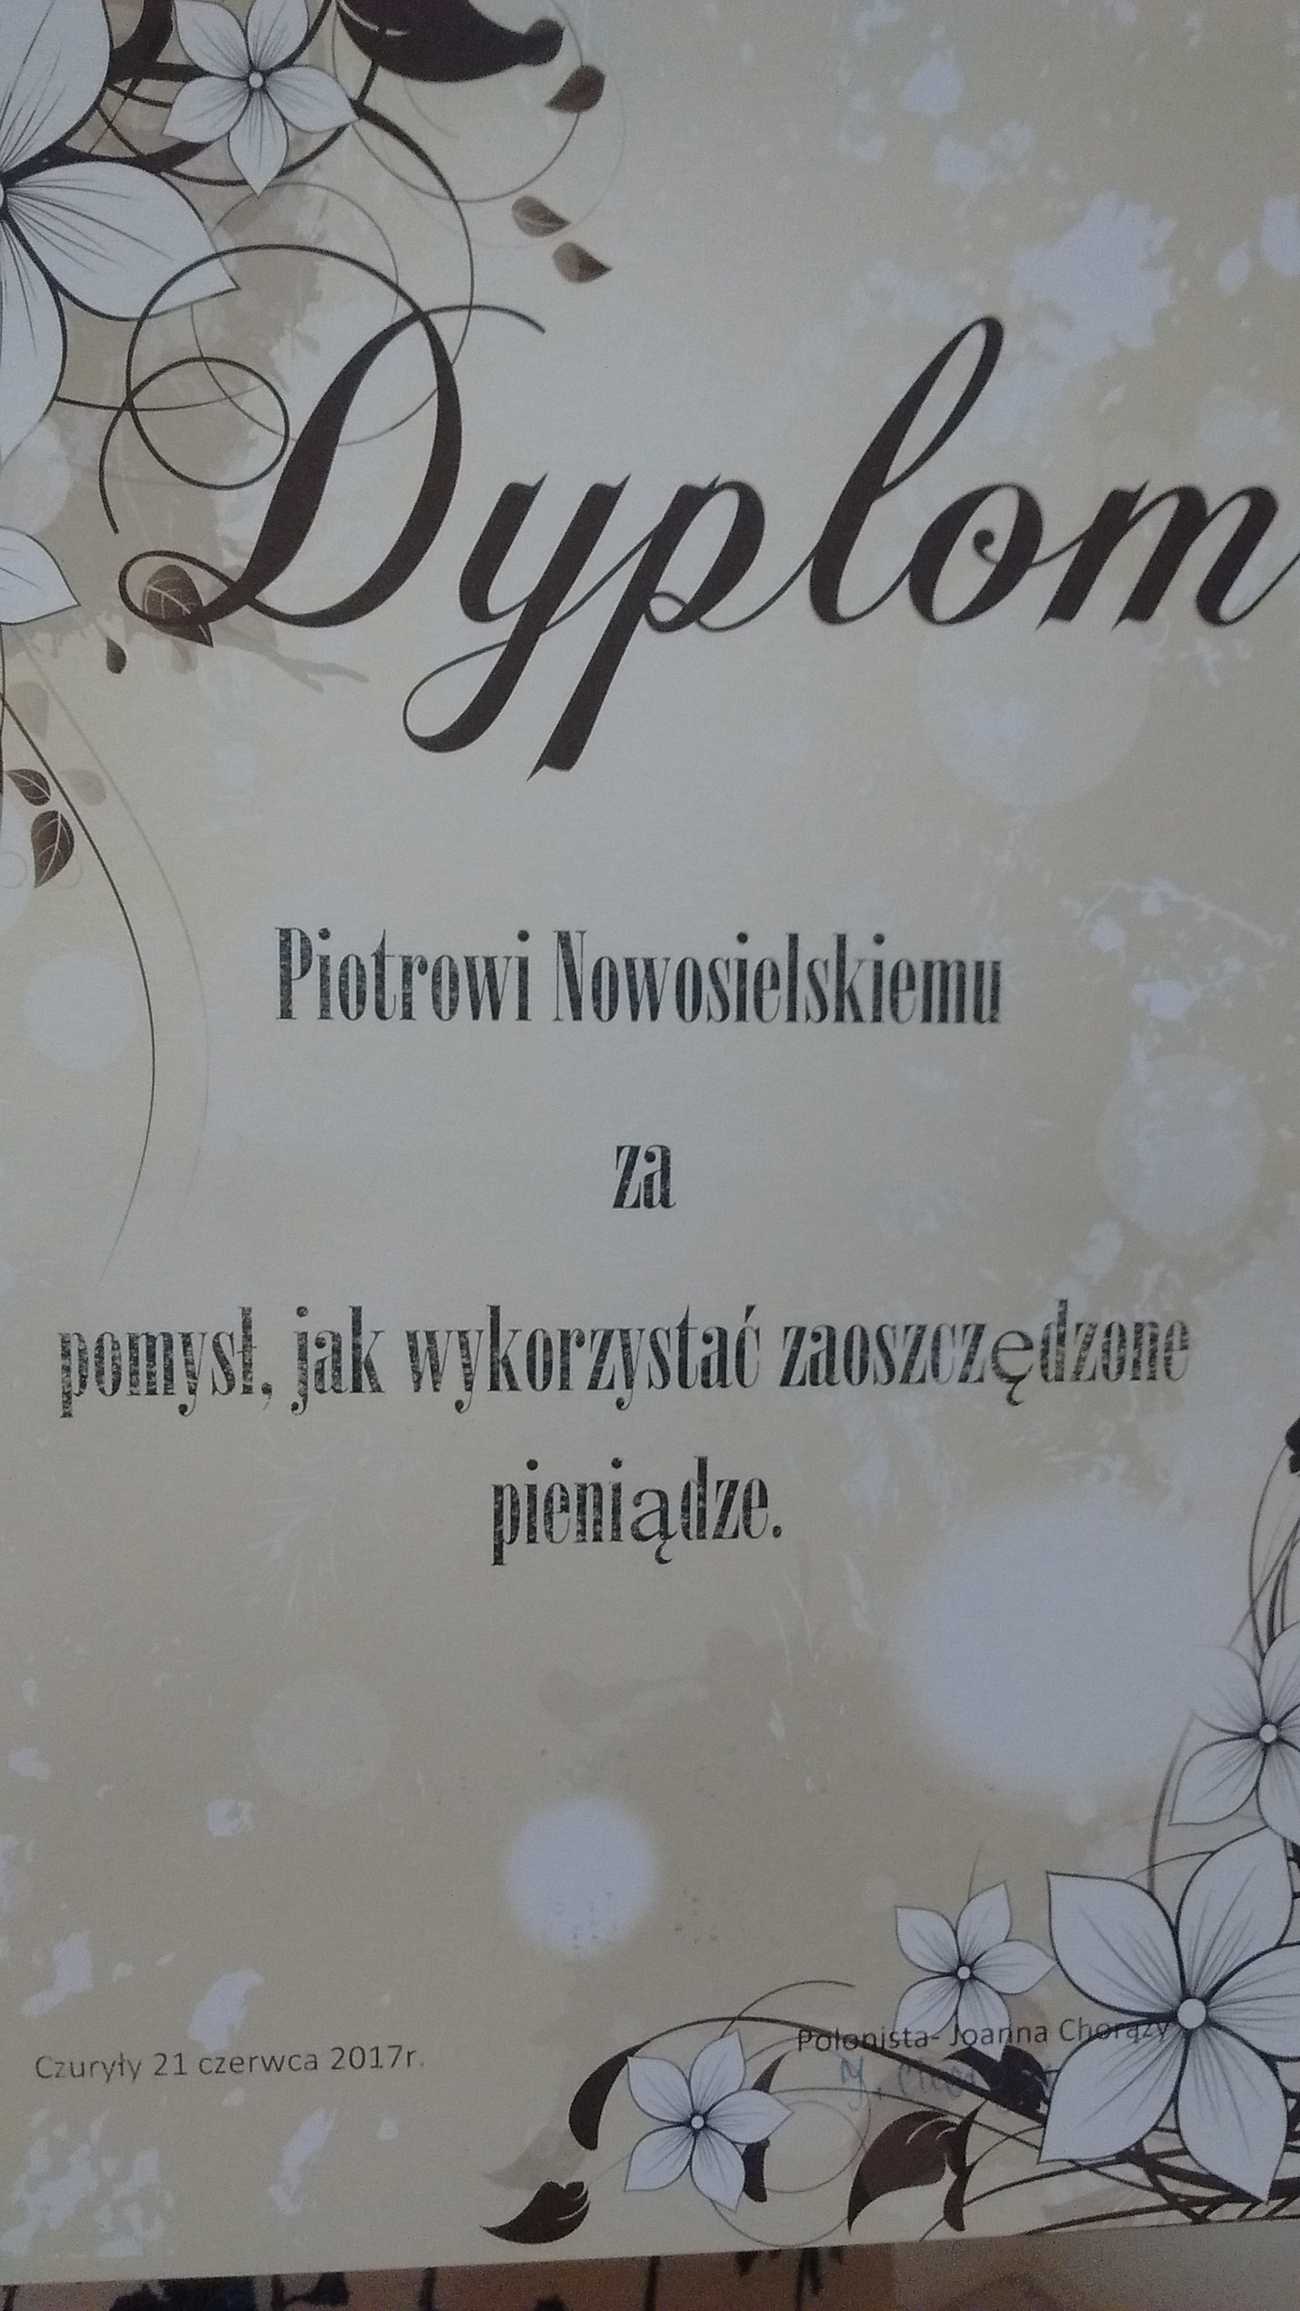 Dyplom
Piotrowi Nowosielskiemu
za
pomysł, jak wykorzystać zaoszczędzone
pieniądze.
Czuryły 21 czerwca 2017r.
Polonista- Joanna Chorąży